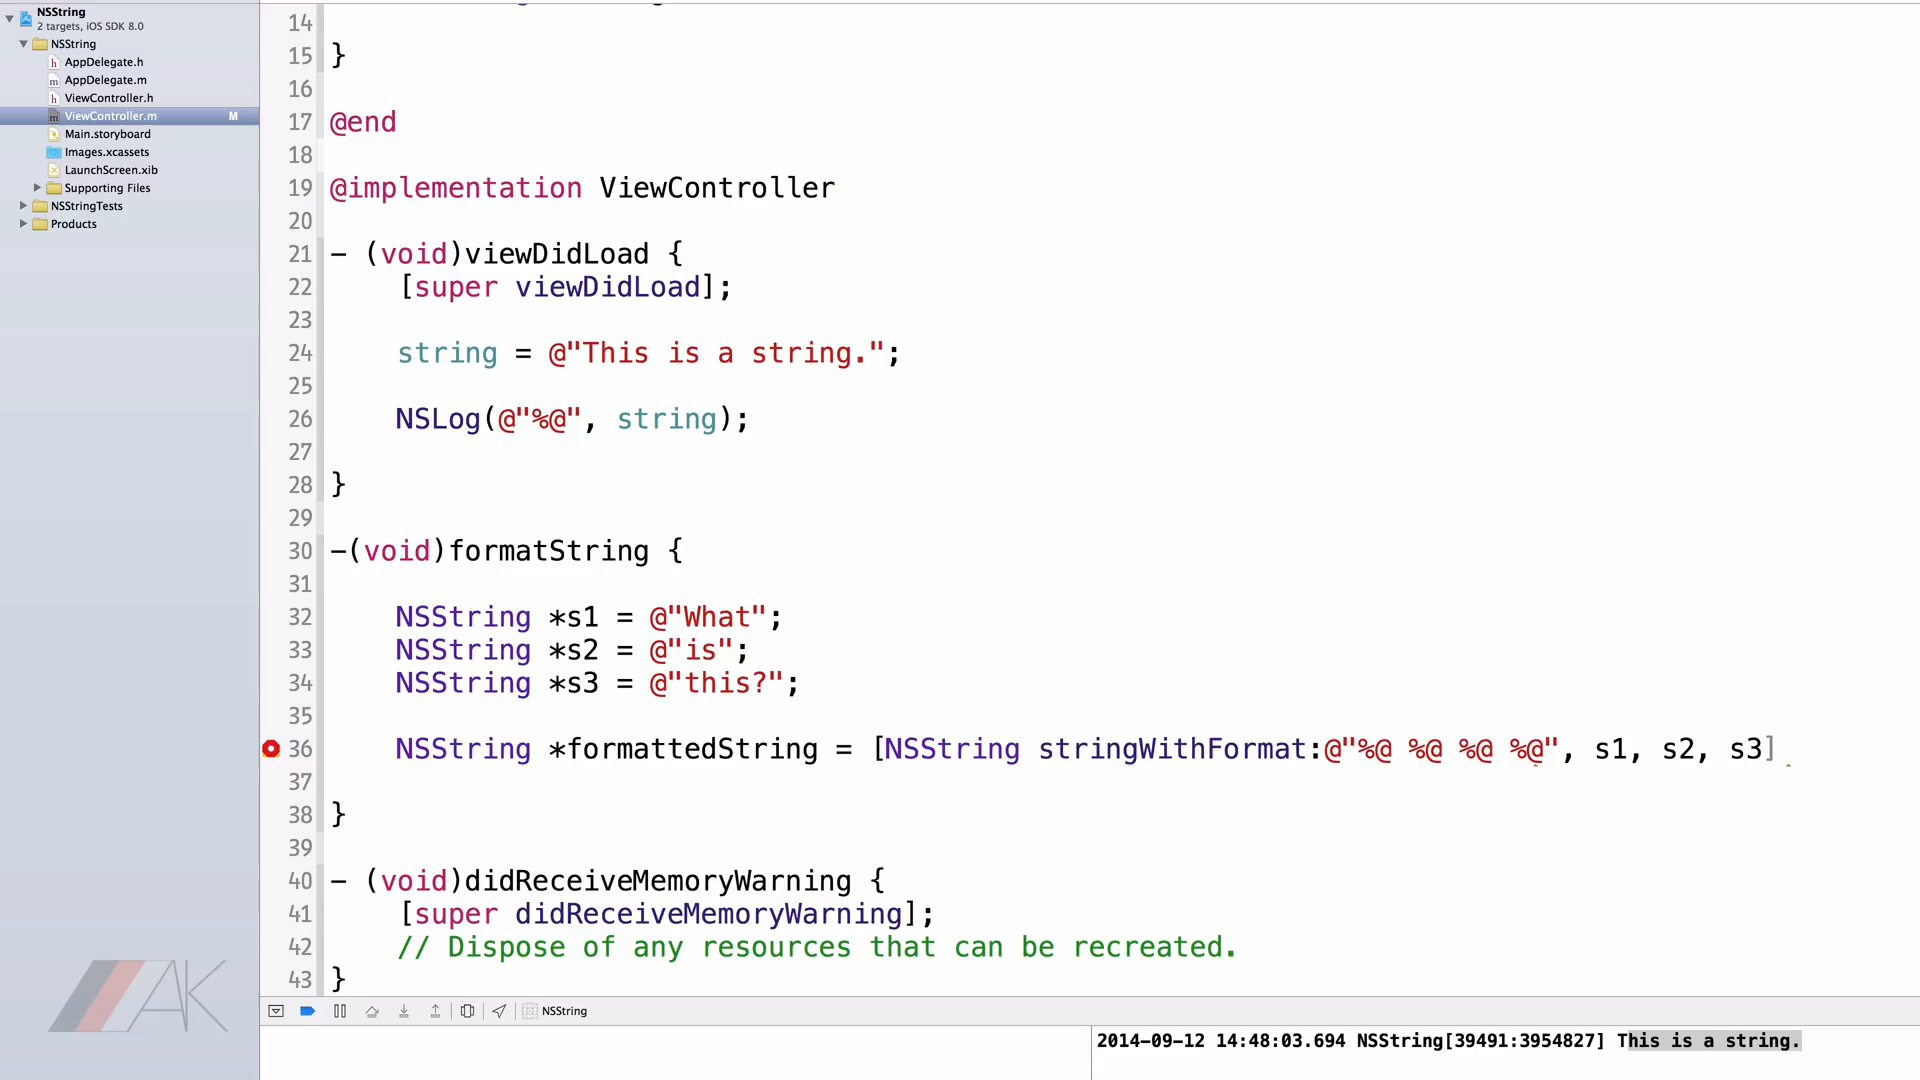 NSString
2 targets, iOS SDK 8.0
NSString
AppDelegate.h
AppDelegate.m
ViewController.h
ViewController.m M
Main.storyboard
Images.xcassets
LaunchScreen.xib
Supporting Files
NSStringTests
Products
14
15 }
16
17 @end
18
19 @implementation ViewController
20
21 - (void)viewDidLoad {
22 [super viewDidLoad];
23
24 string = @"This is a string.";
25
26 NSLog(@"%@", string);
27
28 }
29
30 -(void)formatString {
31
32 NSString *s1 = @"What";
33 NSString *s2 = @"is";
34 NSString *s3 = @"this?";
35
36 NSString *formattedString = [NSString stringWithFormat:@"%@ %@ %@ %@", s1, s2, s3]
37
38 }
39
40 - (void)didReceiveMemoryWarning {
41 [super didReceiveMemoryWarning];
42 // Dispose of any resources that can be recreated.
43 }
AK
NSString
2014-09-12 14:48:03.694 NSString[39491:3954827] This is a string.